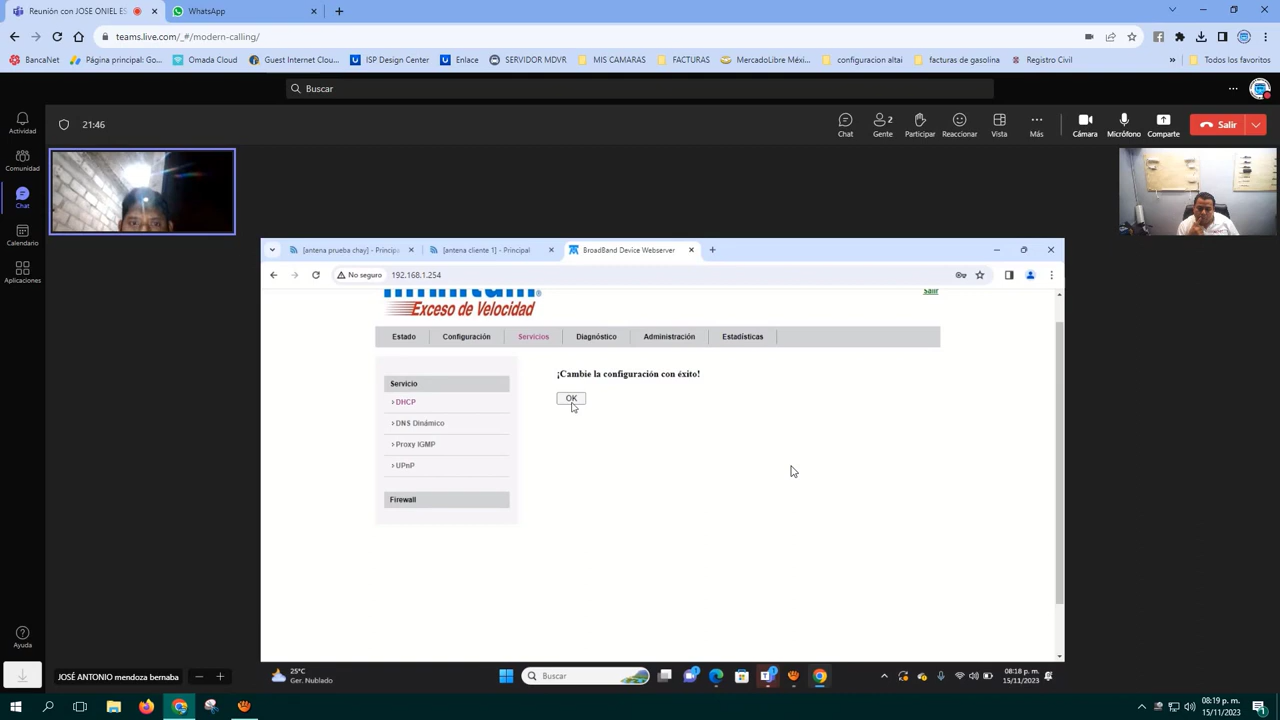 Reunión con JOSE ONIEL ES
WhatsApp
teams.live.com/_#/modern-calling/
BancaNet
Página principal: Go...
Omada Cloud
Guest Internet Clou...
ISP Design Center
Enlace
SERVIDOR MDVR
MIS CAMARAS
FACTURAS
MercadoLibre Méxi...
configuracion altai
facturas de gasolina
Registro Civil
Todos los favoritos
Buscar
21:46
Chat
Gente
2
Participar
Reaccionar
Vista
Más
Cámara
Micrófono
Comparte
Salir
Actividad
Comunidad
Chat
Calendario
Aplicaciones
Ayuda
[antena prueba chay] - Principa
[antena cliente 1] - Principal
BroadBand Device Webserver
No seguro
192.168.1.254
Exceso de Velocidad
Salir
Estado
Configuración
Servicios
Diagnóstico
Administración
Estadísticas
Servicio
DHCP
DNS Dinámico
Proxy IGMP
UPnP
Firewall
¡Cambie la configuración con éxito!
OK
25°C
Ger. Nublado
Buscar
08:18 p. m.
15/11/2023
JOSÉ ANTONIO mendoza bernaba
08:19 p. m.
15/11/2023